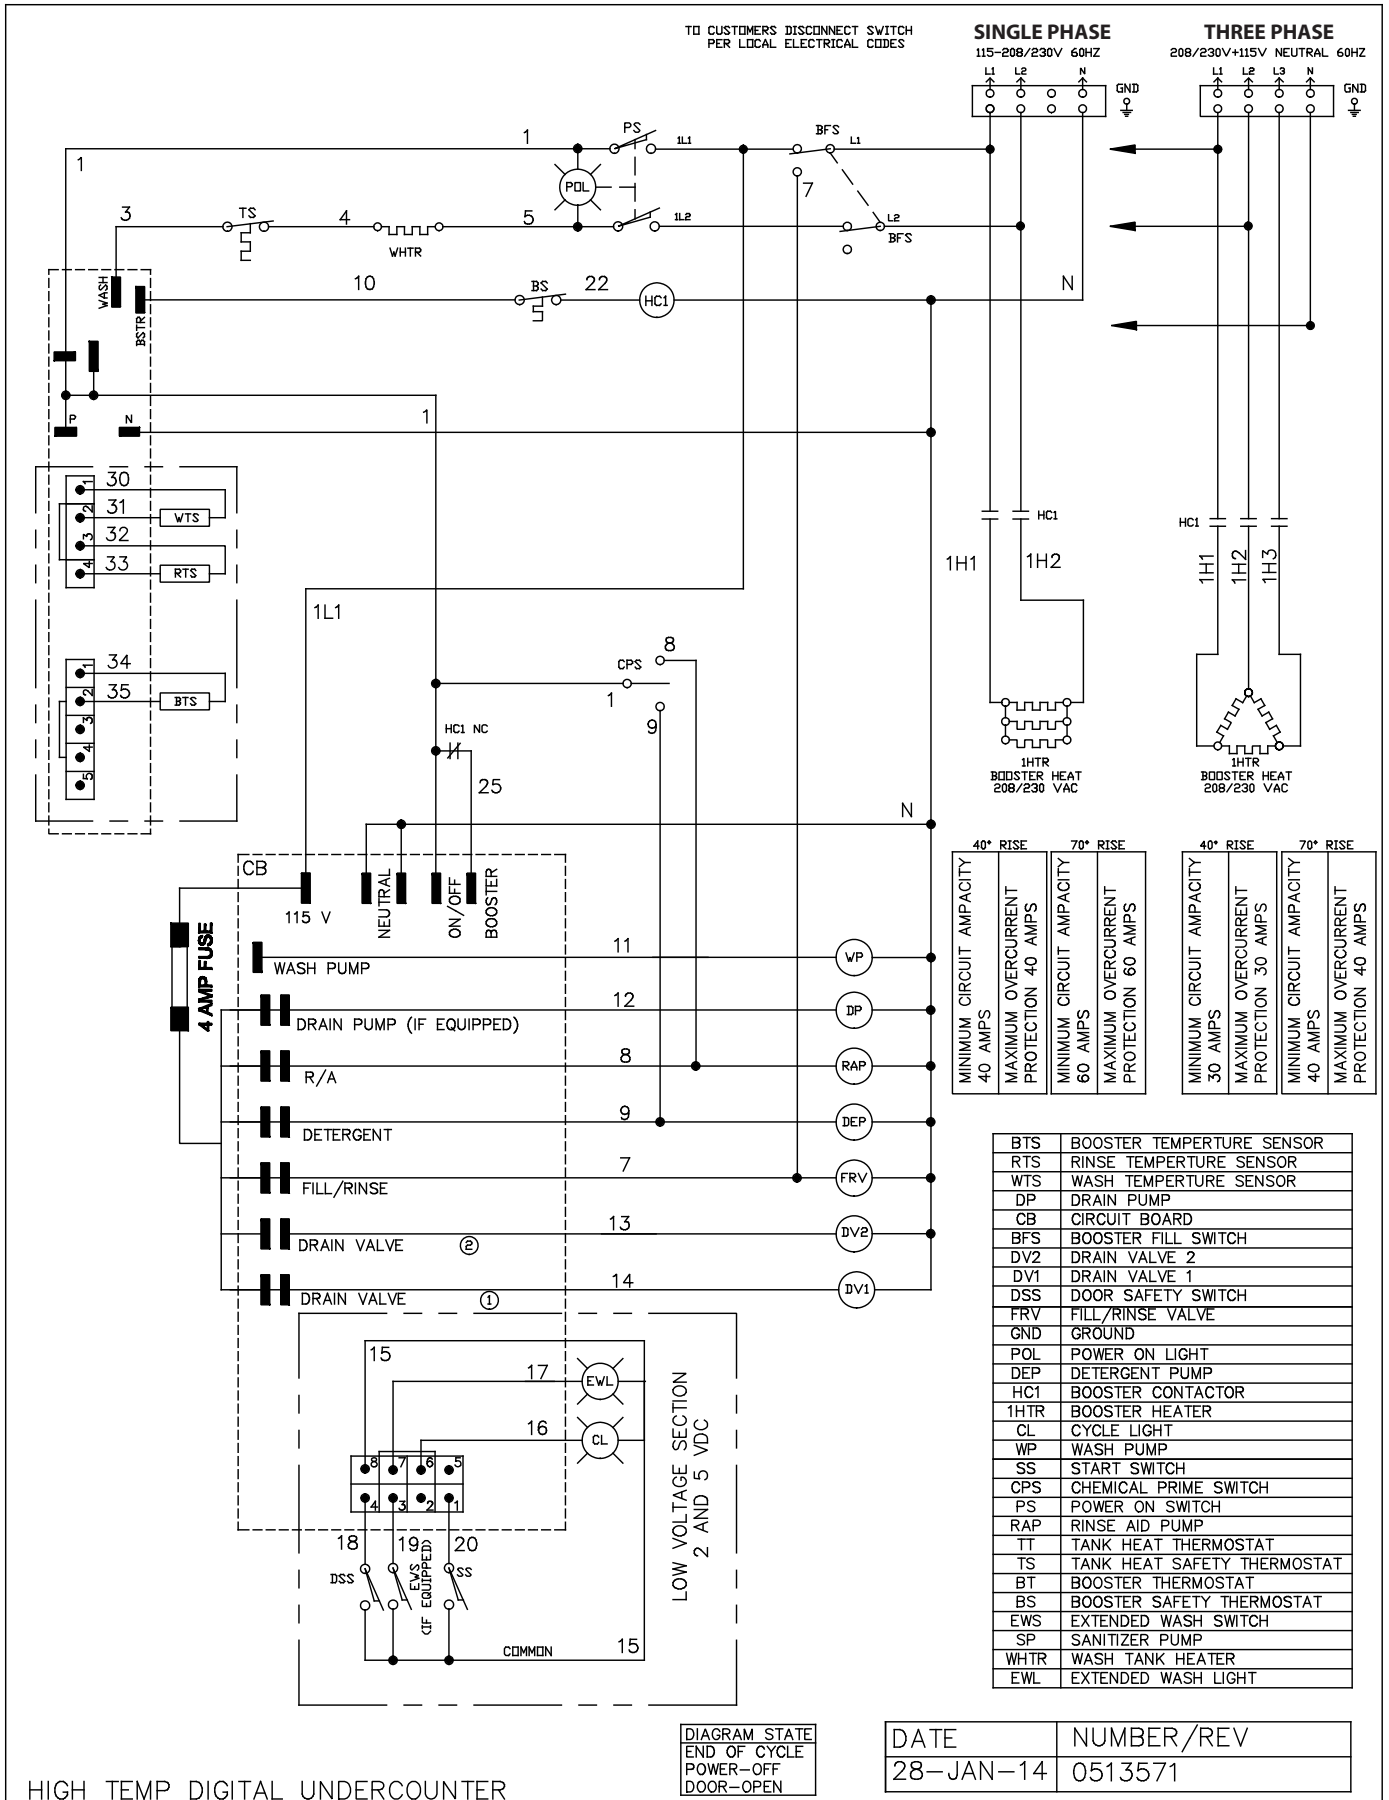 TO CUSTOMERS DISCONNECT SWITCH
PER LOCAL ELECTRICAL CODES
SINGLE PHASE
115-208/230V 60HZ
L1 L2 N
GND
THREE PHASE
208/230V+115V NEUTRAL 60HZ
L1 L2 L3 N
GND
1
1
PS
1L1
BFS
L1
7
POL
3
TS
4
WHTR
5
1L2
L2
BFS
WASH
BSTR
10
BS
22
HC1
N
P
N
1
30
31
WTS
32
33
RTS
1
2
3
4
34
35
BTS
1
2
3
4
5
1L1
CPS
8
1
9
HC1 NC
25
N
HC1
1H1
1H2
1HTR
BOOSTER HEAT
208/230 VAC
HC1
1H1
1H2
1H3
1HTR
BOOSTER HEAT
208/230 VAC
CB
115 V
NEUTRAL
ON/OFF
BOOSTER
4 AMP FUSE
WASH PUMP
11
WP
DRAIN PUMP (IF EQUIPPED)
12
DP
R/A
8
RAP
DETERGENT
9
DEP
FILL/RINSE
7
FRV
DRAIN VALVE 2
13
DV2
DRAIN VALVE 1
14
DV1
40° RISE
MINIMUM CIRCUIT AMPACITY
40 AMPS
MAXIMUM OVERCURRENT
PROTECTION 40 AMPS
70° RISE
MINIMUM CIRCUIT AMPACITY
60 AMPS
MAXIMUM OVERCURRENT
PROTECTION 60 AMPS
40° RISE
MINIMUM CIRCUIT AMPACITY
30 AMPS
MAXIMUM OVERCURRENT
PROTECTION 30 AMPS
70° RISE
MINIMUM CIRCUIT AMPACITY
40 AMPS
MAXIMUM OVERCURRENT
PROTECTION 40 AMPS
15
17
EWL
16
CL
8 7 6 5
4 3 2 1
18
19
20
DSS
EWS
(IF EQUIPPED)
SS
COMMON
15
LOW VOLTAGE SECTION
2 AND 5 VDC
BTS BOOSTER TEMPERTURE SENSOR
RTS RINSE TEMPERTURE SENSOR
WTS WASH TEMPERTURE SENSOR
DP DRAIN PUMP
CB CIRCUIT BOARD
BFS BOOSTER FILL SWITCH
DV2 DRAIN VALVE 2
DV1 DRAIN VALVE 1
DSS DOOR SAFETY SWITCH
FRV FILL/RINSE VALVE
GND GROUND
POL POWER ON LIGHT
DEP DETERGENT PUMP
HC1 BOOSTER CONTACTOR
1HTR BOOSTER HEATER
CL CYCLE LIGHT
WP WASH PUMP
SS START SWITCH
CPS CHEMICAL PRIME SWITCH
PS POWER ON SWITCH
RAP RINSE AID PUMP
TT TANK HEAT THERMOSTAT
TS TANK HEAT SAFETY THERMOSTAT
BT BOOSTER THERMOSTAT
BS BOOSTER SAFETY THERMOSTAT
EWS EXTENDED WASH SWITCH
SP SANITIZER PUMP
WHTR WASH TANK HEATER
EWL EXTENDED WASH LIGHT
DIAGRAM STATE
END OF CYCLE
POWER-OFF
DOOR-OPEN
DATE NUMBER/REV
28-JAN-14 0513571
HIGH TEMP DIGITAL UNDERCOUNTER